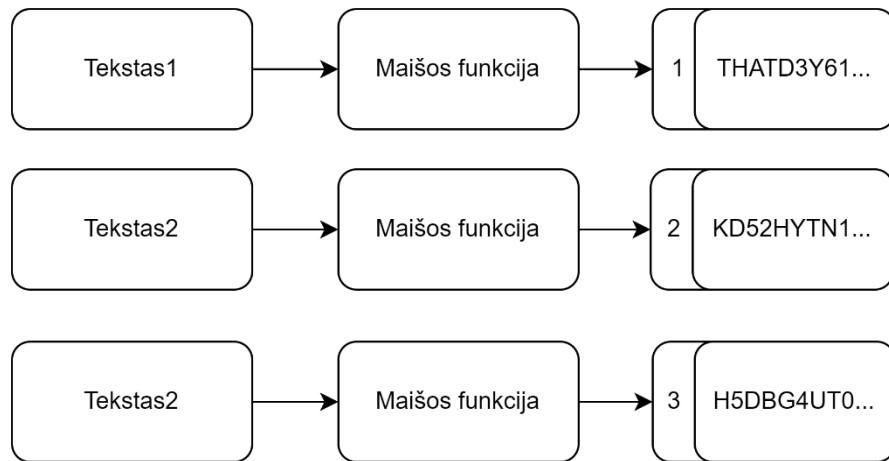 Tekstas1 Maišos funkcija 1 THATD3Y61...
Tekstas2 Maišos funkcija 2 KD52HYTN1...
Tekstas2 Maišos funkcija 3 H5DBG4UT0...